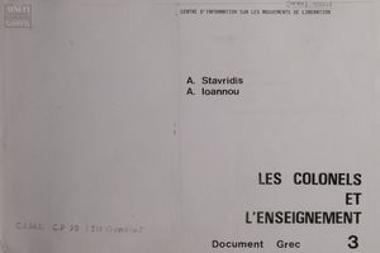 CENTRE D'INFORMATION SUR LES MOUVEMENTS DE LIBERATION
A. Stavridis
A. Ioannou
LES COLONELS
ET
L'ENSEIGNEMENT
Document Grec 3